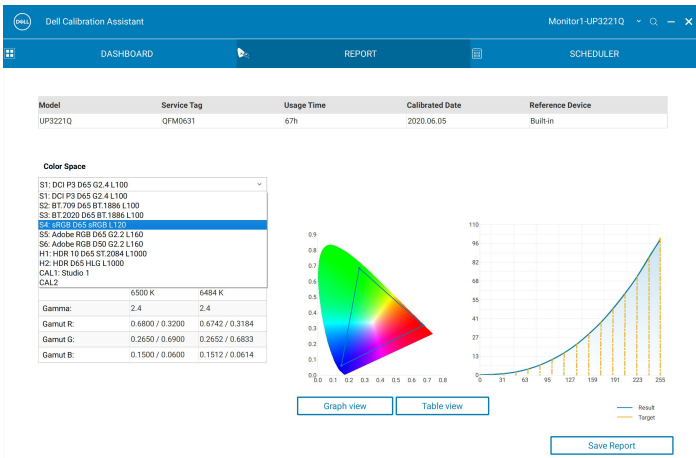 DELL Dell Calibration Assistant Monitor1-UP3221Q
DASHBOARD REPORT SCHEDULER
Model Service Tag Usage Time Calibrated Date Reference Device
UP3221Q QFM0631 67h 2020.06.05 Built-in
Color Space
S1: DCI P3 D65 G2.4 L100
S1: DCI P3 D65 G2.4 L100
S2: BT.709 D65 BT.1886 L100
S3: BT.2020 D65 BT.1886 L100
S4: sRGB D65 sRGB L120
S5: Adobe RGB D65 G2.2 L160
S6: Adobe RGB D50 G2.2 L160
H1: HDR 10 D65 ST.2084 L1000
H2: HDR D65 HLG L1000
CAL1: Studio 1
CAL2
6500 K 6484 K
Gamma: 2.4 2.4
Gamut R: 0.6800 / 0.3200 0.6742 / 0.3184
Gamut G: 0.2650 / 0.6900 0.2652 / 0.6833
Gamut B: 0.1500 / 0.0600 0.1512 / 0.0614
0.9
0.8
0.7
0.6
0.5
0.4
0.3
0.2
0.1
0.0
0.0 0.1 0.2 0.3 0.4 0.5 0.6 0.7 0.8
110
96
82
68
55
41
27
13
0
0 31 63 95 127 159 191 223 255
Graph view Table view
Result
Target
Save Report